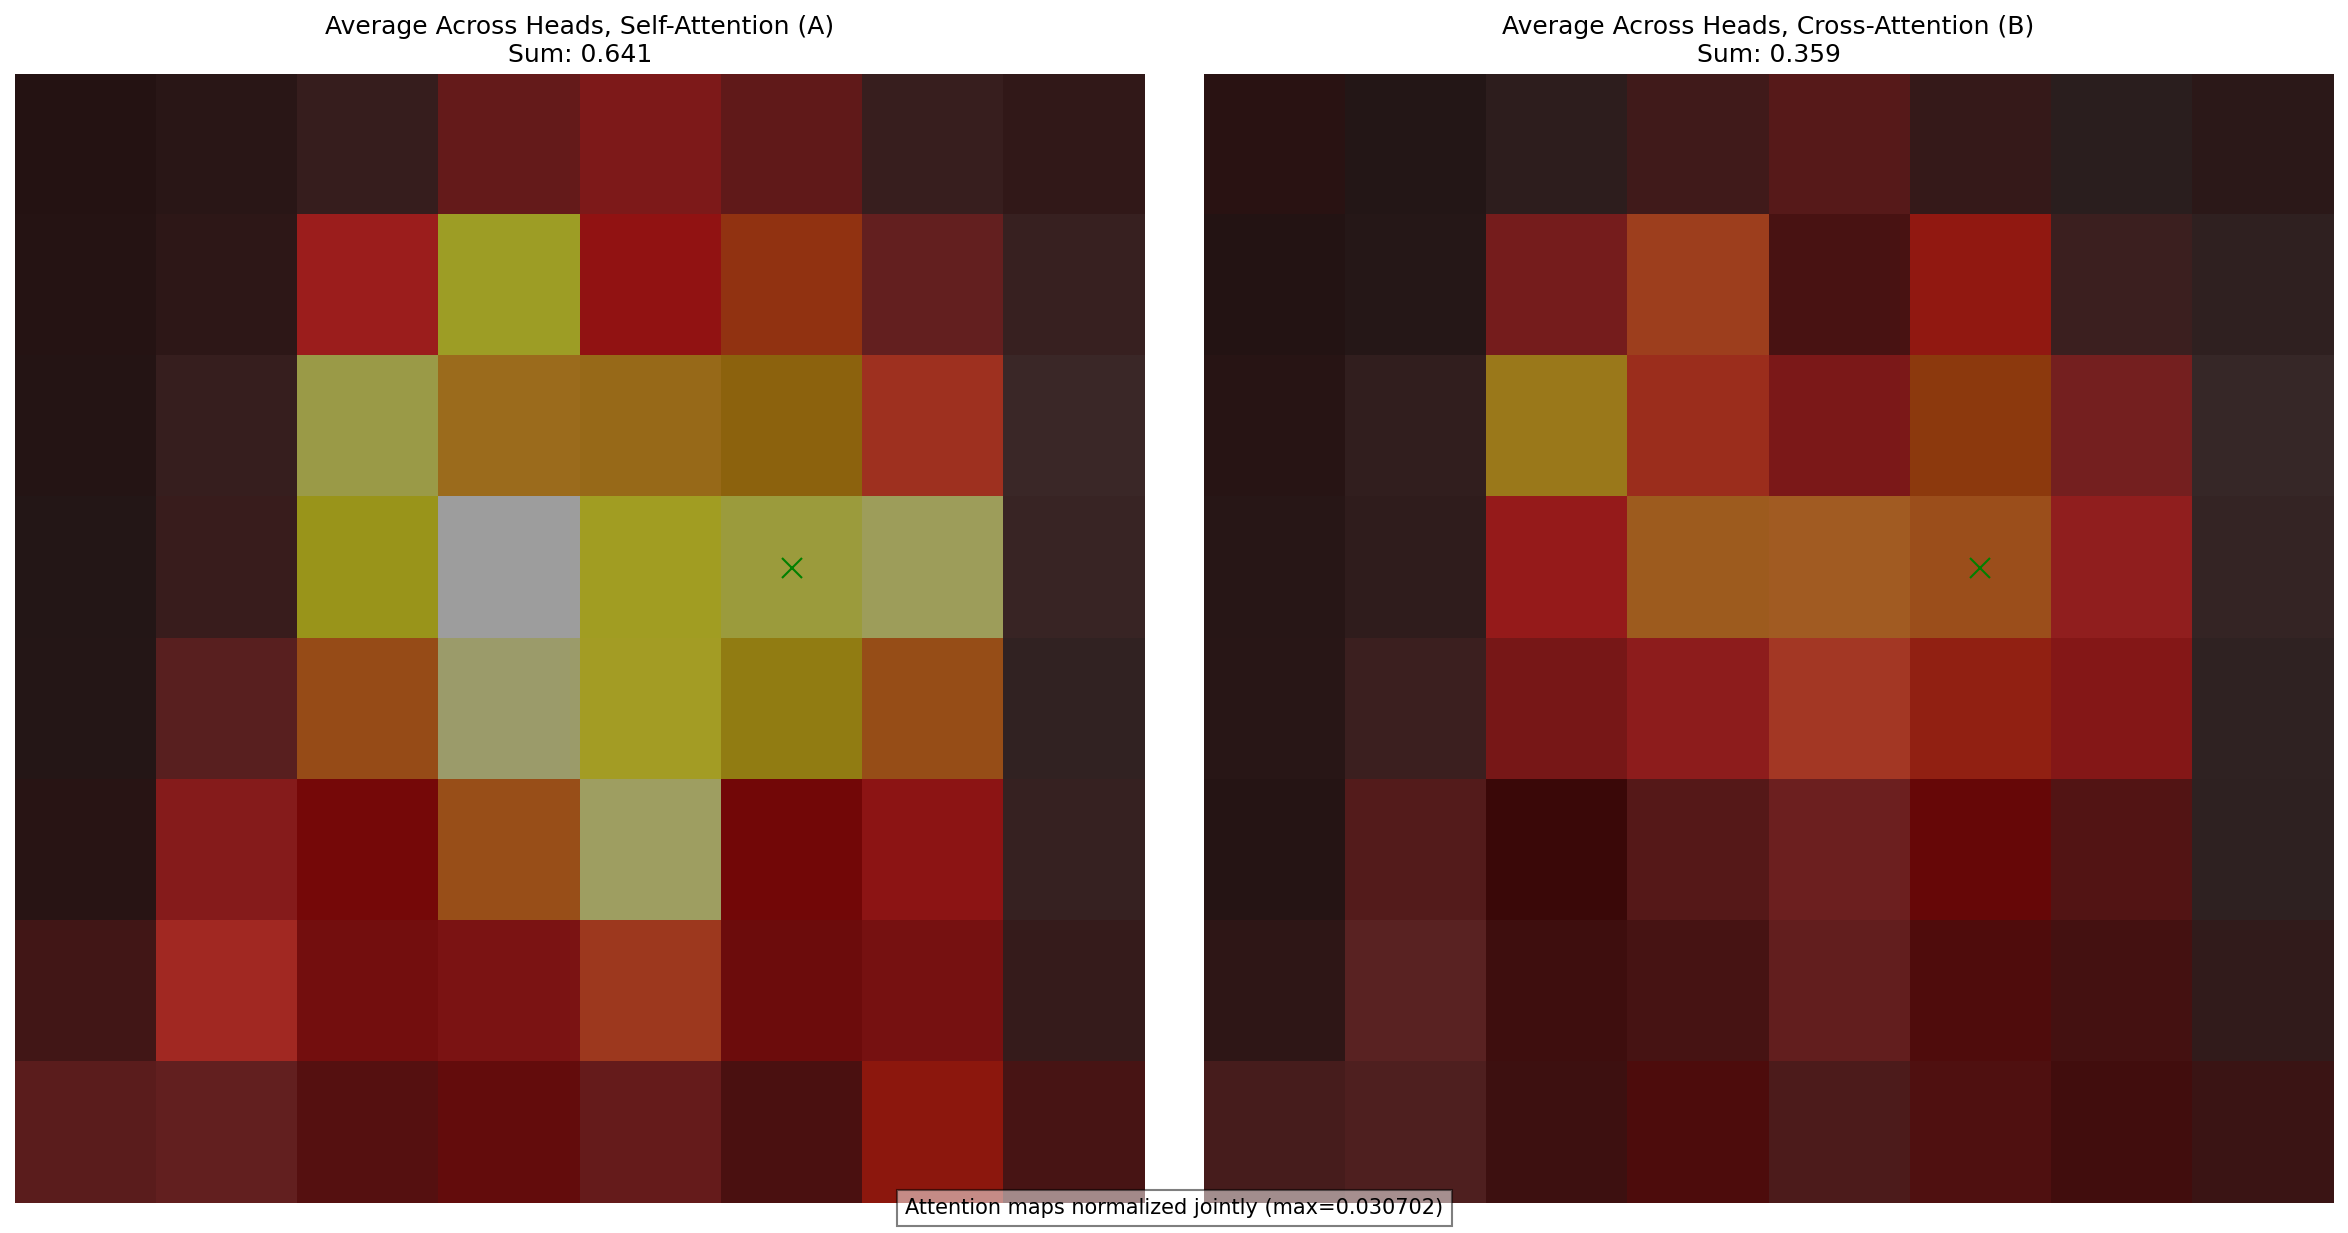 Average Across Heads, Self-Attention (A)
Sum: 0.641
Average Across Heads, Cross-Attention (B)
Sum: 0.359
Attention maps normalized jointly (max=0.030702)